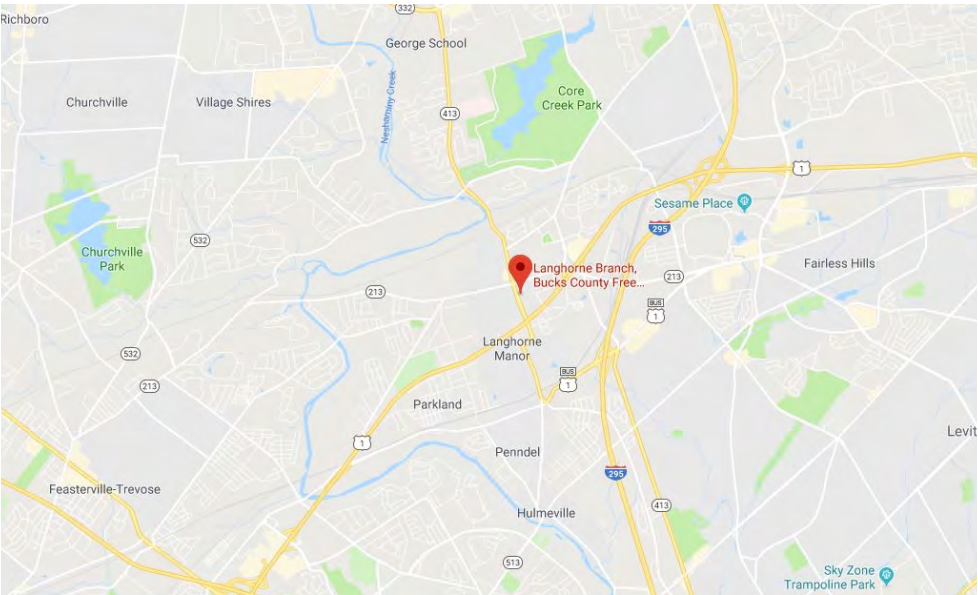 332
Richboro
George School
Core
Creek Park
Churchville
Village Shires
Neshaminy Creek
413
1
Sesame Place
295
532
Churchville
Park
Langhorne Branch,
Bucks County Free...
Fairless Hills
213
213
BUS
1
Langhorne
Manor
532
213
BUS
1
Parkland
1
Levit
Penndel
295
Feasterville-Trevose
413
Hulmeville
513
Sky Zone
Trampoline Park